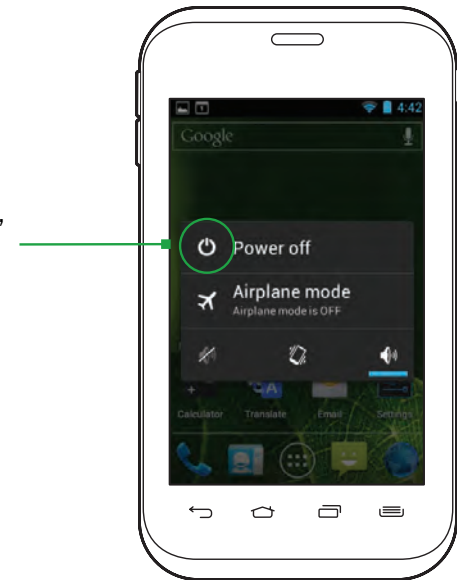 4:42
Google
,
Power off
Airplane mode
Airplane mode is OFF
Calculator Translate Email Settings